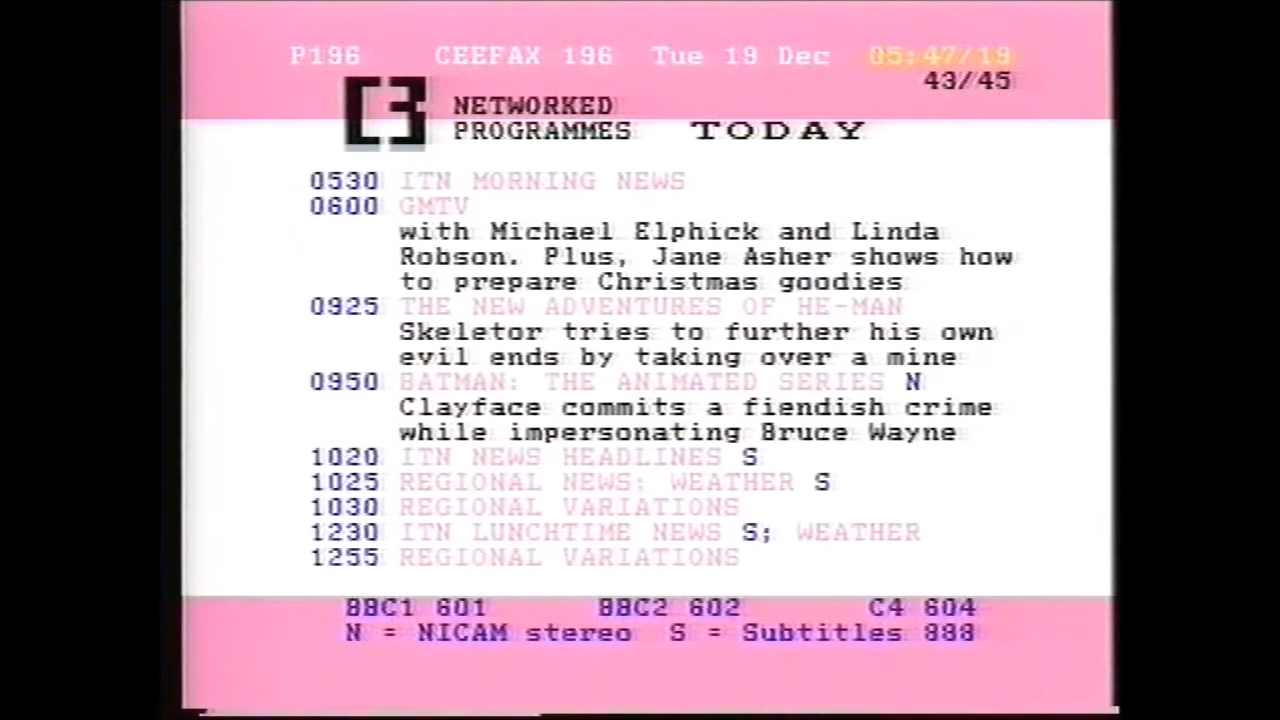 P196 CEEFAX 196 Tue 19 Dec 05:47/19
43/45
C3 NETWORKED
PROGRAMMES TODAY
0530 ITN MORNING NEWS
0600 GMTV
with Michael Elphick and Linda
Robson. Plus, Jane Asher shows how
to prepare Christmas goodies
0925 THE NEW ADVENTURES OF HE-MAN
Skeletor tries to further his own
evil ends by taking over a mine
0950 BATMAN: THE ANIMATED SERIES N
Clayface commits a fiendish crime
while impersonating Bruce Wayne
1020 ITN NEWS HEADLINES S
1025 REGIONAL NEWS: WEATHER S
1030 REGIONAL VARIATIONS
1230 ITN LUNCHTIME NEWS S; WEATHER
1255 REGIONAL VARIATIONS
BBC1 601 BBC2 602 C4 604
N = NICAM stereo S = Subtitles 888